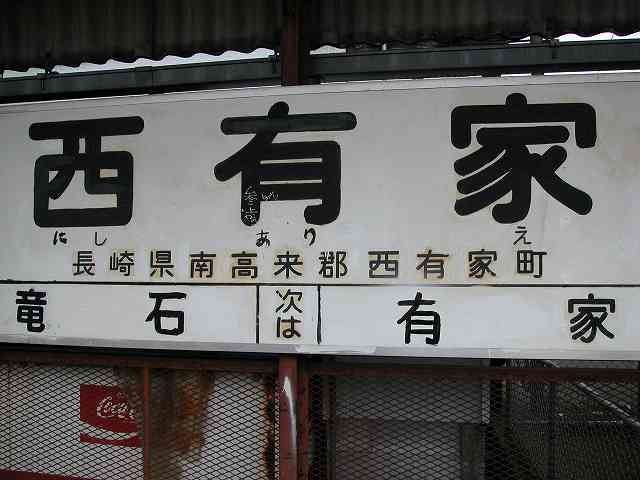 西有家
にし あり え
長崎県南高来郡西有家町
竜石 次は 有家
Coca